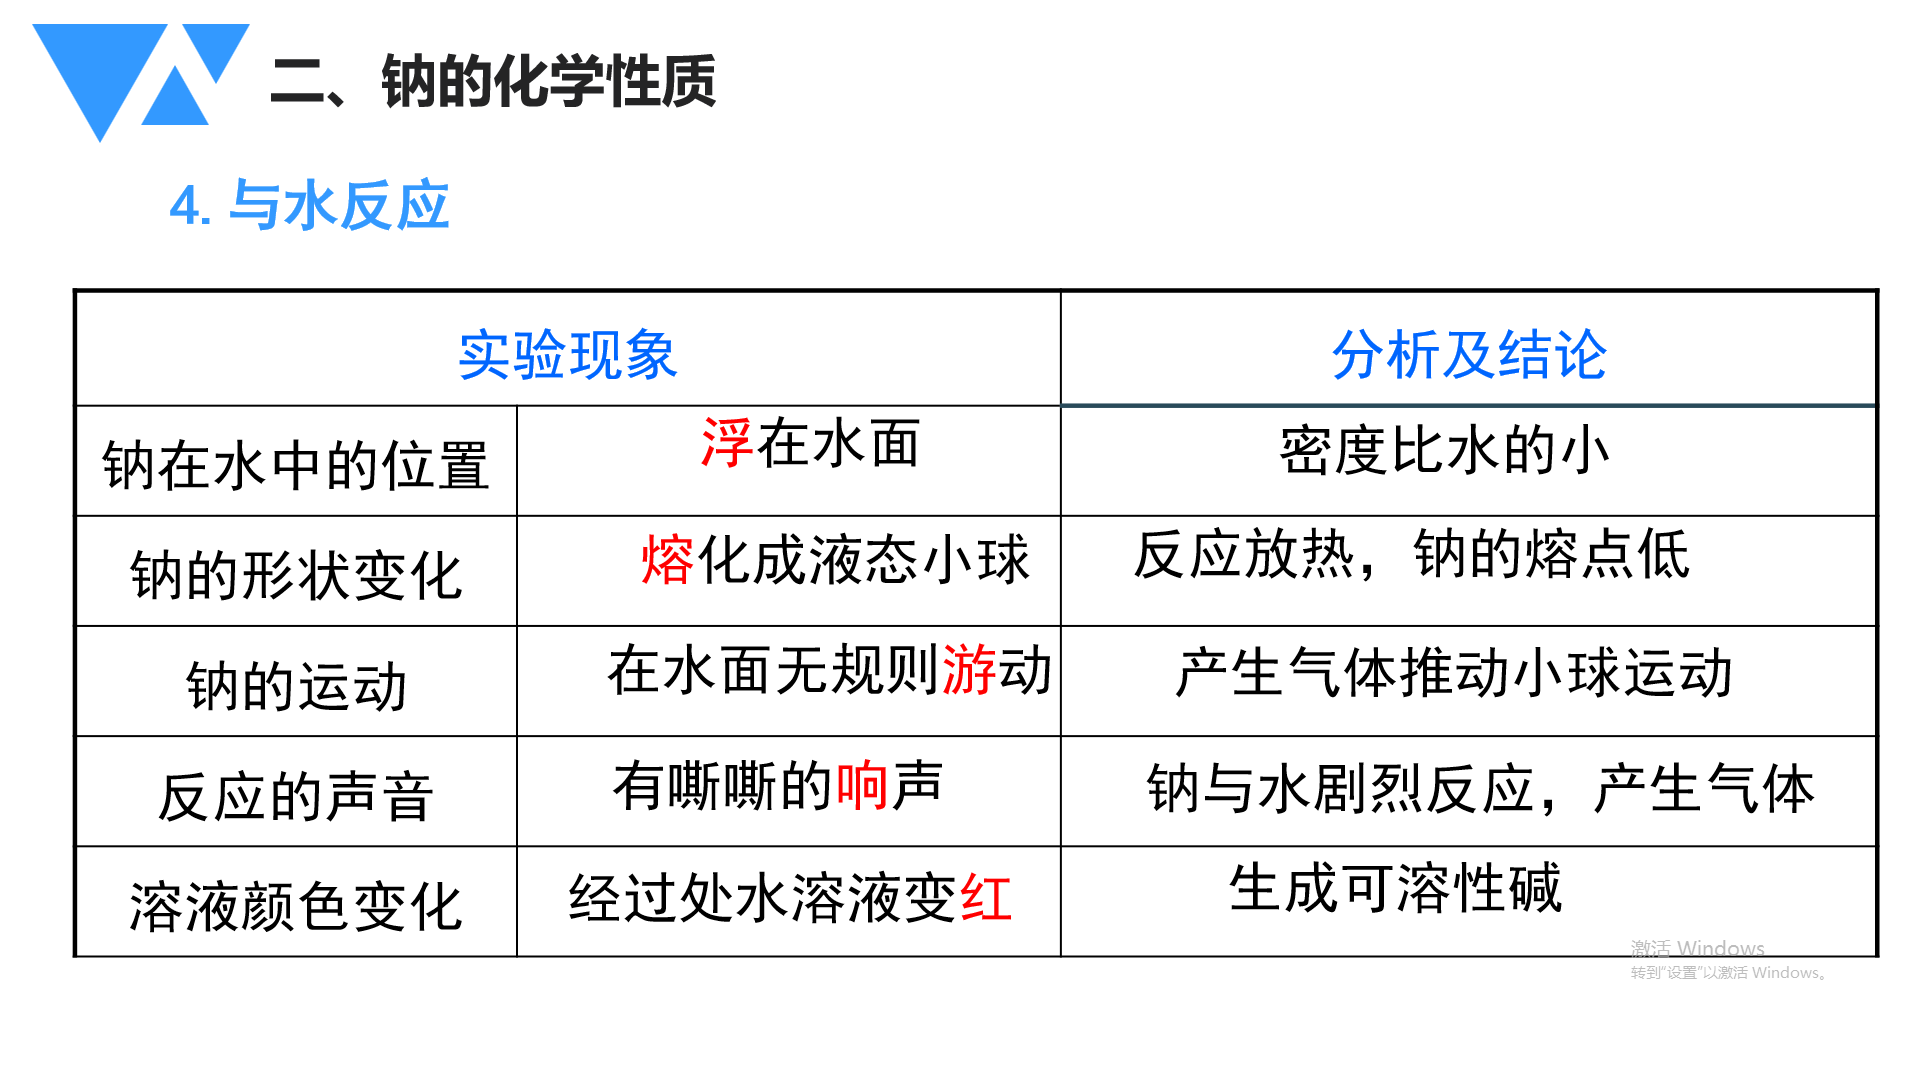 二、钠的化学性质
4. 与水反应
实验现象
分析及结论
钠在水中的位置
浮在水面
密度比水的小
钠的形状变化
熔化成液态小球
反应放热，钠的熔点低
钠的运动
在水面无规则游动
产生气体推动小球运动
反应的声音
有嘶嘶的响声
钠与水剧烈反应，产生气体
溶液颜色变化
经过处水溶液变红
生成可溶性碱
激活 Windows
转到“设置”以激活 Windows。